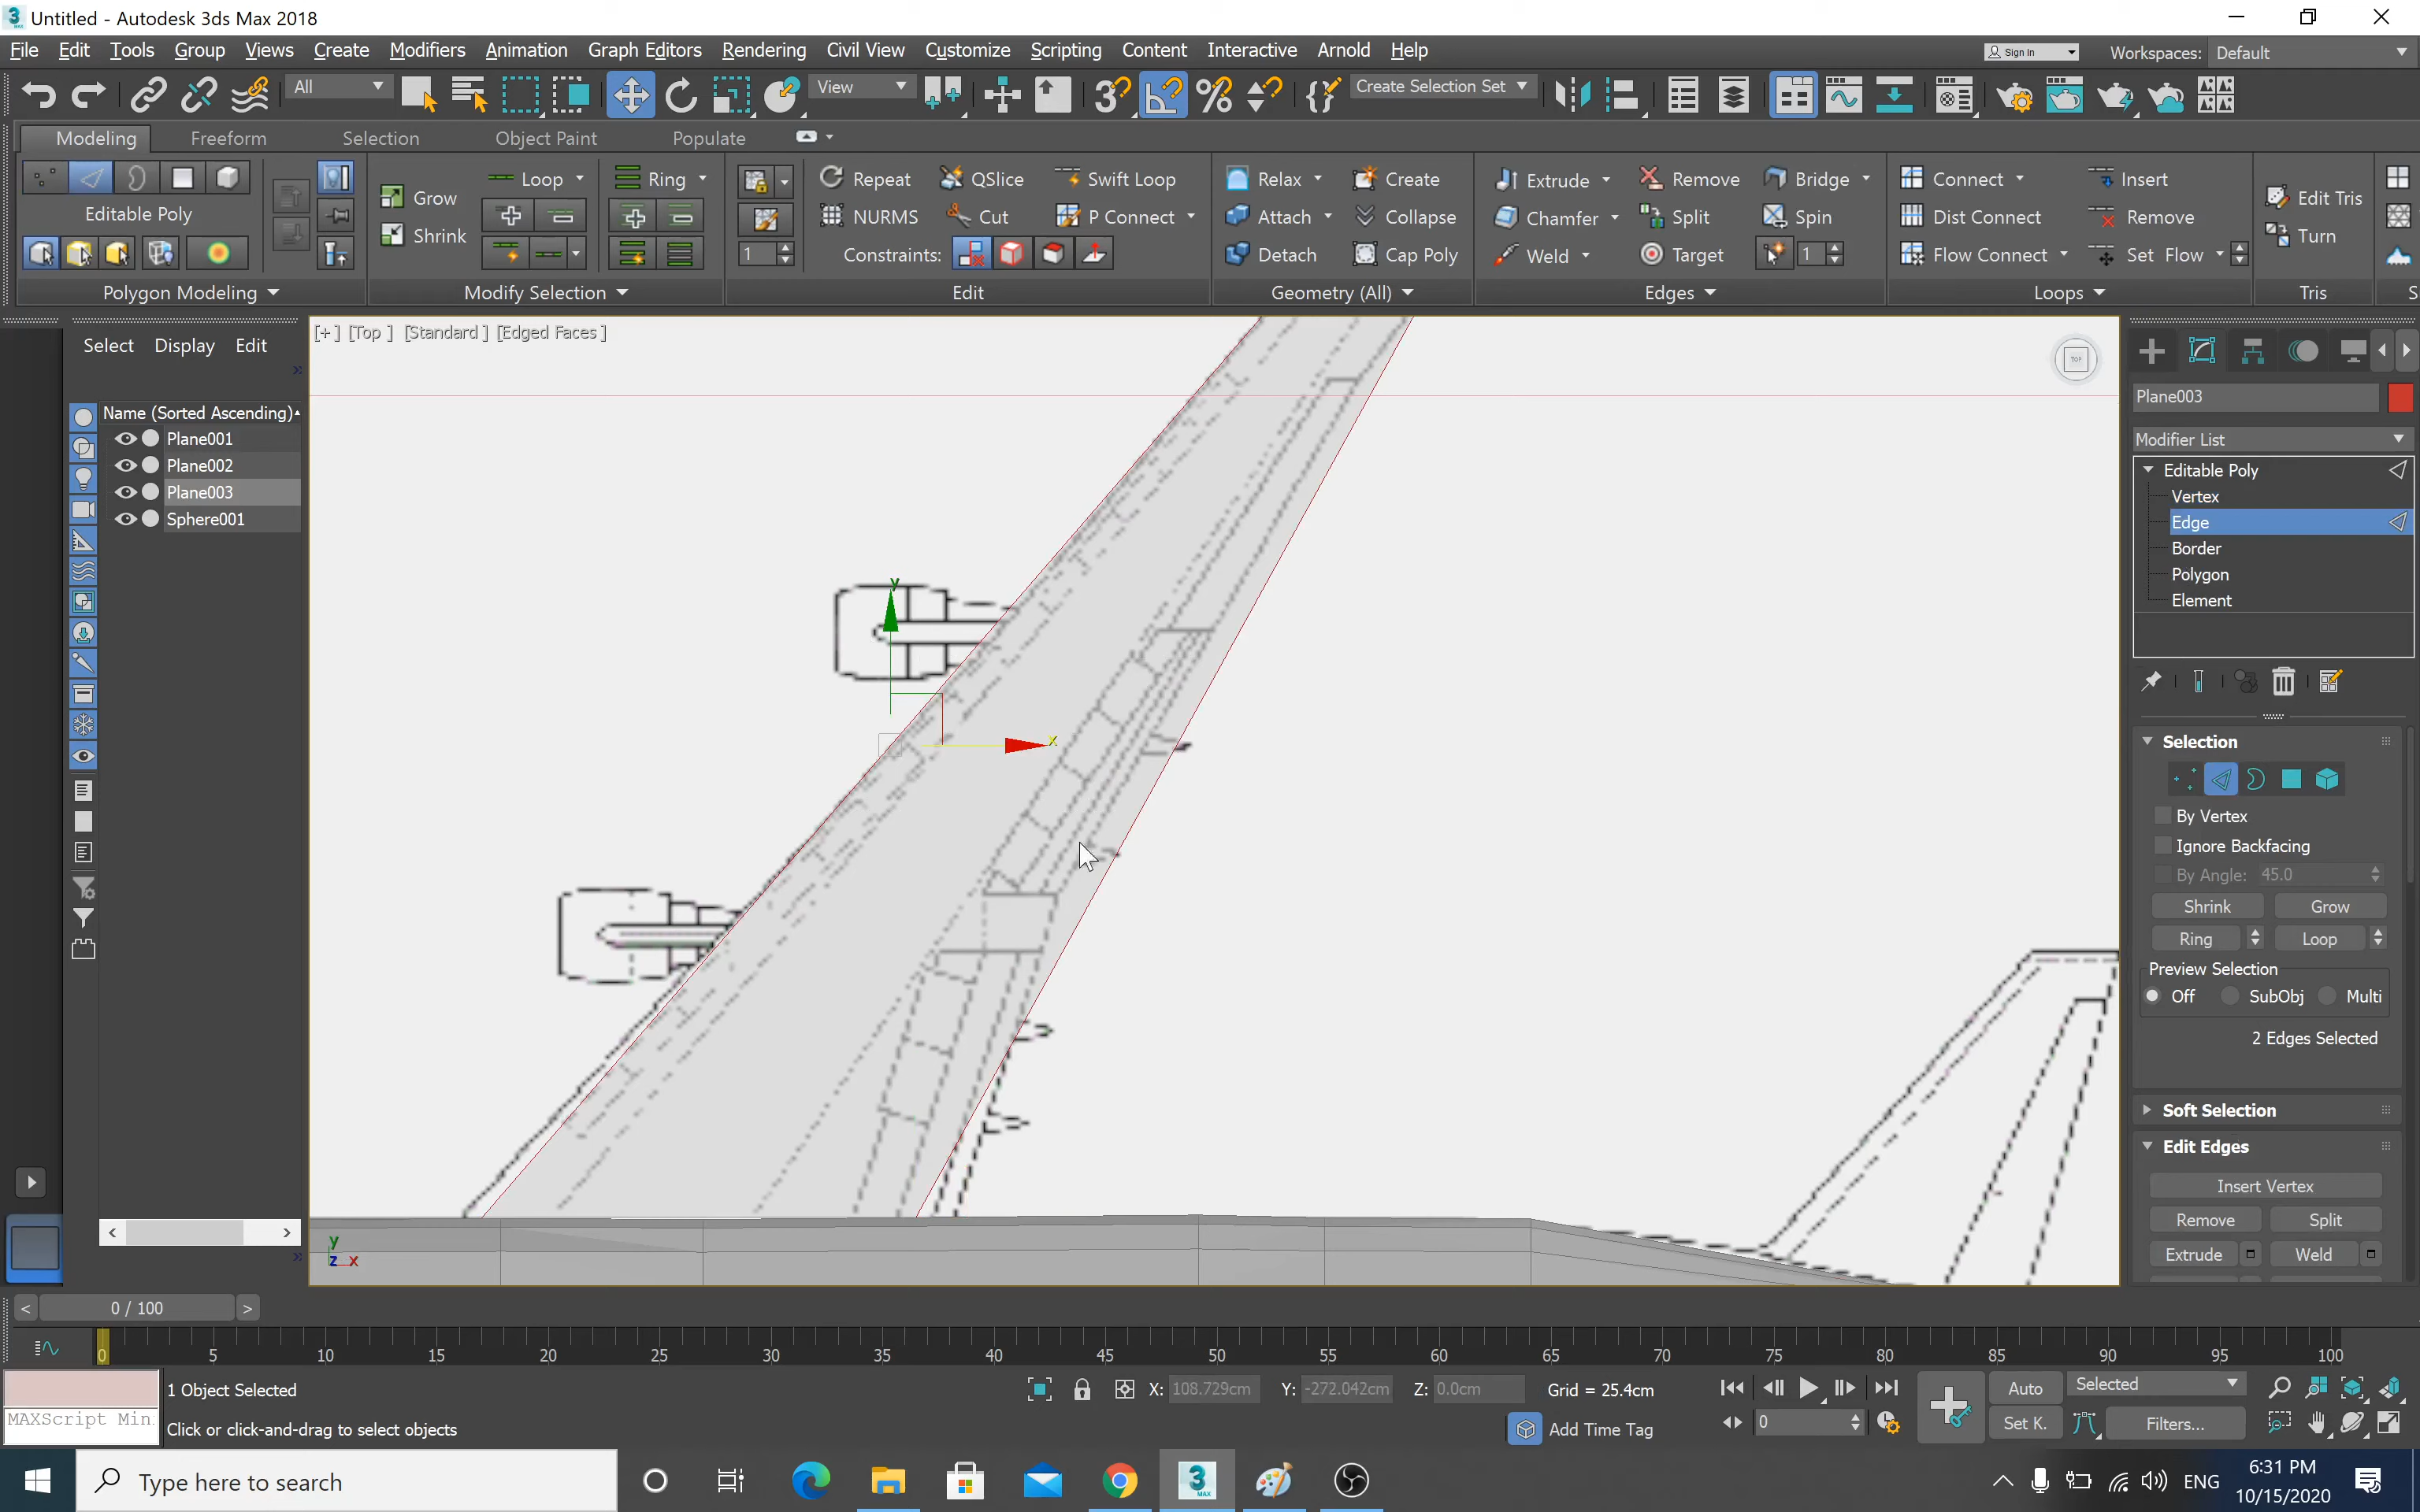 Untitled - Autodesk 3ds Max 2018
File Edit Tools Group Views Create Modifiers Animation Graph Editors Rendering Civil View Customize Scripting Content Interactive Arnold Help
Sign In
Workspaces: Default
All
View
Create Selection Set
Modeling Freeform Selection Object Paint Populate
Loop Ring Repeat QSlice Swift Loop Relax Create Extrude Remove Bridge Connect Insert
Grow
Edit Tris
Editable Poly
Shrink
NURMS Cut P Connect Attach Collapse Chamfer Split Spin Dist Connect Remove
Turn
1 Constraints: Detach Cap Poly Weld Target 1 Flow Connect Set Flow
Polygon Modeling Modify Selection Edit Geometry (All) Edges Loops Tris S
Select Display Edit
[+] [Top ] [Standard ] [Edged Faces ]
TOP
Name (Sorted Ascending)
Plane001
Plane002
Plane003
Sphere001
y
x
y
z x
Plane003
Modifier List
Editable Poly
Vertex
Edge
Border
Polygon
Element
Selection
By Vertex
Ignore Backfacing
By Angle: 45.0
Shrink Grow
Ring Loop
Preview Selection
Off SubObj Multi
2 Edges Selected
Soft Selection
Edit Edges
Insert Vertex
Remove Split
Extrude Weld
< 0 / 100 >
0 5 10 15 20 25 30 35 40 45 50 55 60 65 70 75 80 85 90 95 100
1 Object Selected
MAXScript Min
Click or click-and-drag to select objects
X: 108.729cm Y: -272.042cm Z: 0.0cm Grid = 25.4cm
Add Time Tag
0
Auto Selected
Set K. Filters...
Type here to search
3
MAX
ENG
6:31 PM
10/15/2020